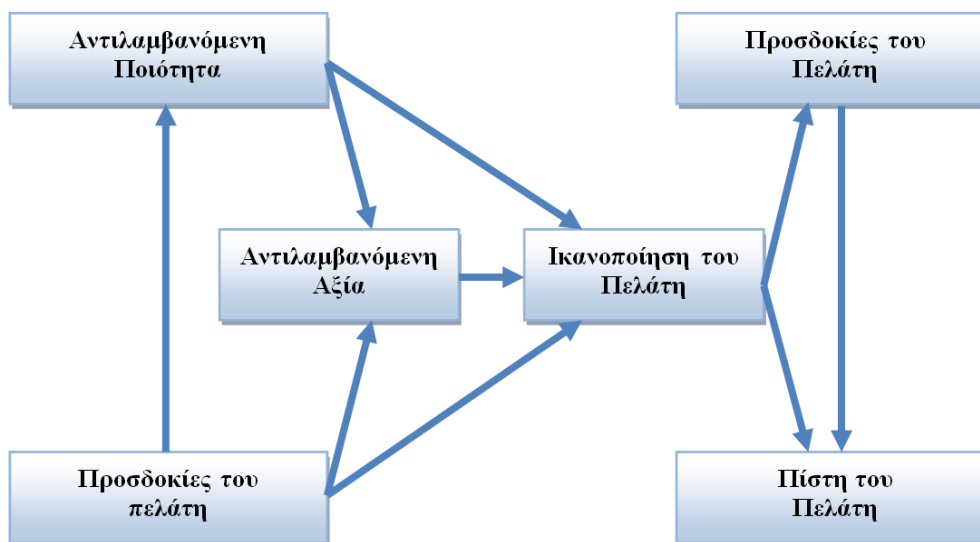 Αντιλαμβανόμενη
Ποιότητα
Προσδοκίες του
Πελάτη
Αντιλαμβανόμενη
Αξία
Ικανοποίηση του
Πελάτη
Προσδοκίες του
πελάτη
Πίστη του
Πελάτη